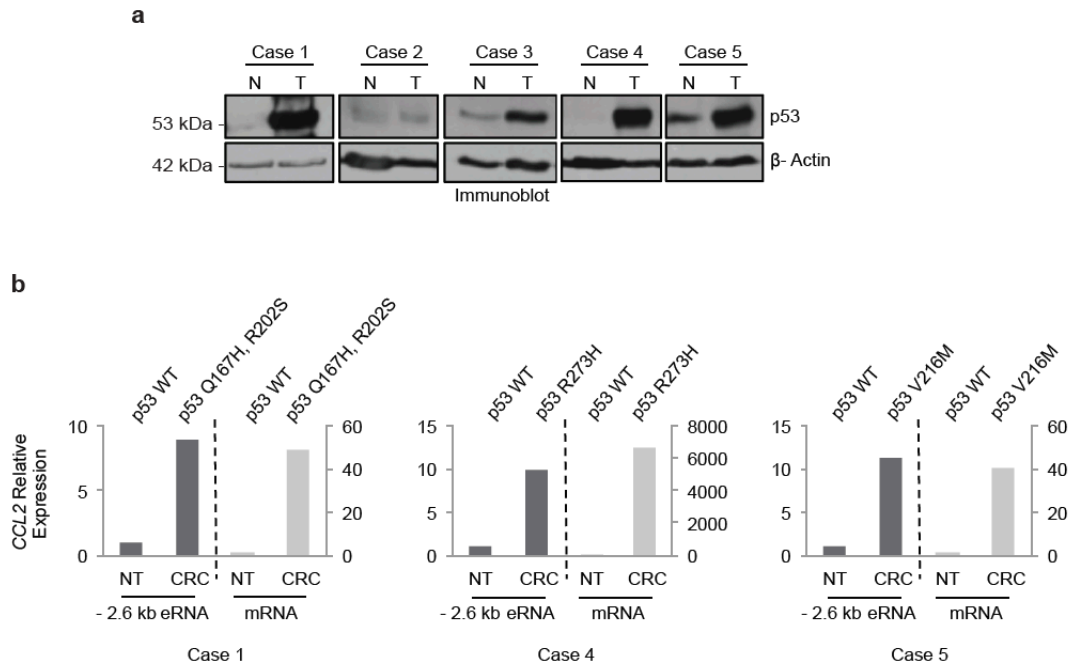 a
Case 1 Case 2 Case 3 Case 4 Case 5
N T N T N T N T N T
53 kDa - p53
42 kDa - β- Actin
Immunoblot
b
p53 WT p53 Q167H, R202S p53 WT p53 Q167H, R202S
p53 WT p53 R273H p53 WT p53 R273H
p53 WT p53 V216M p53 WT p53 V216M
CCL2 Relative
Expression
10 60 15 8000 15 60
5 40 10 6000 10 40
20 5 4000 5 20
2000
0 0 0 0 0 0
NT CRC NT CRC NT CRC NT CRC NT CRC NT CRC
- 2.6 kb eRNA mRNA - 2.6 kb eRNA mRNA - 2.6 kb eRNA mRNA
Case 1 Case 4 Case 5